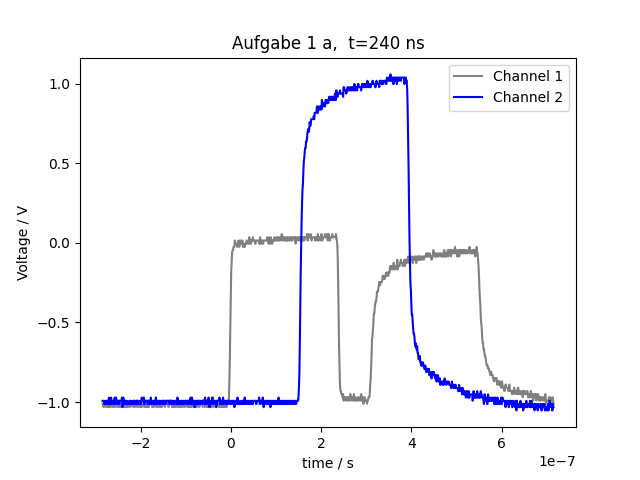 Aufgabe 1 a,  t=240 ns
Channel 1
Channel 2
Voltage / V
1.0
0.5
0.0
−0.5
−1.0
−2
0
2
4
6
1e−7
time / s